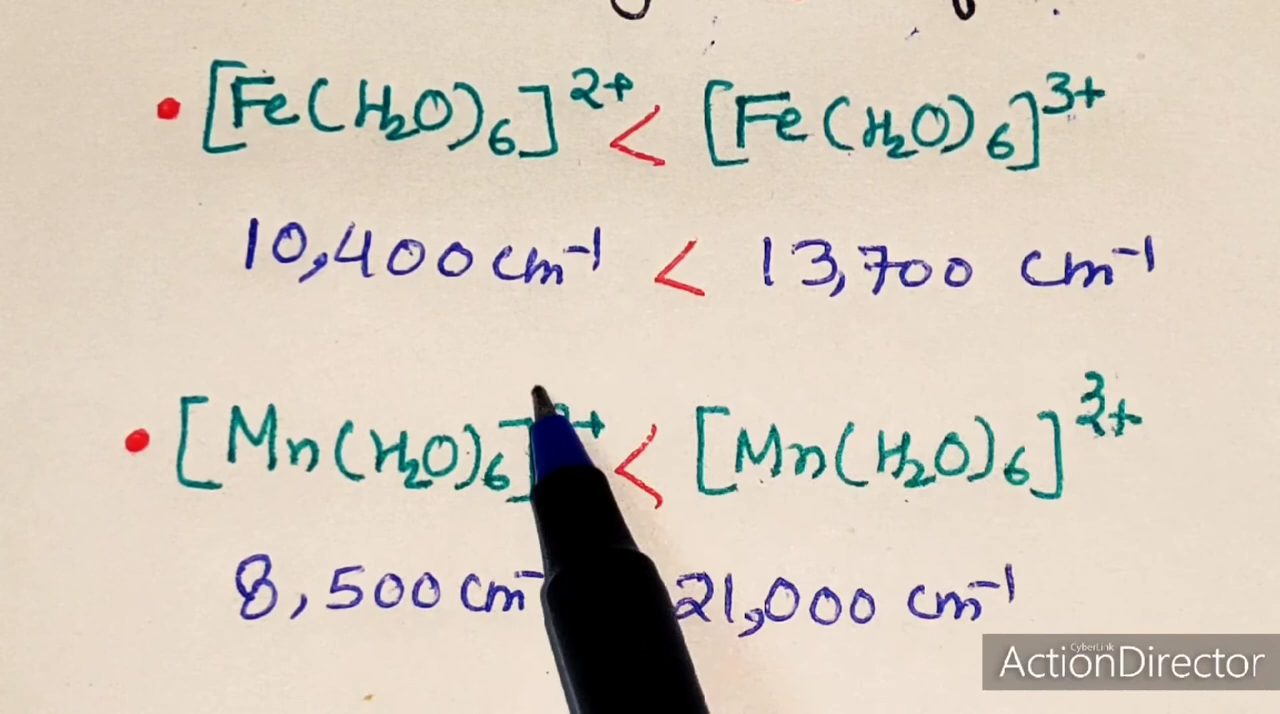 • [Fe(H₂O)₆]²⁺ < [Fe(H₂O)₆]³⁺
10,400 cm⁻¹ < 13,700 cm⁻¹
• [Mn(H₂O)₆] ⁺ < [Mn(H₂O)₆]³⁺
8,500 cm⁻ 21,000 cm⁻¹
CyberLink
ActionDirector